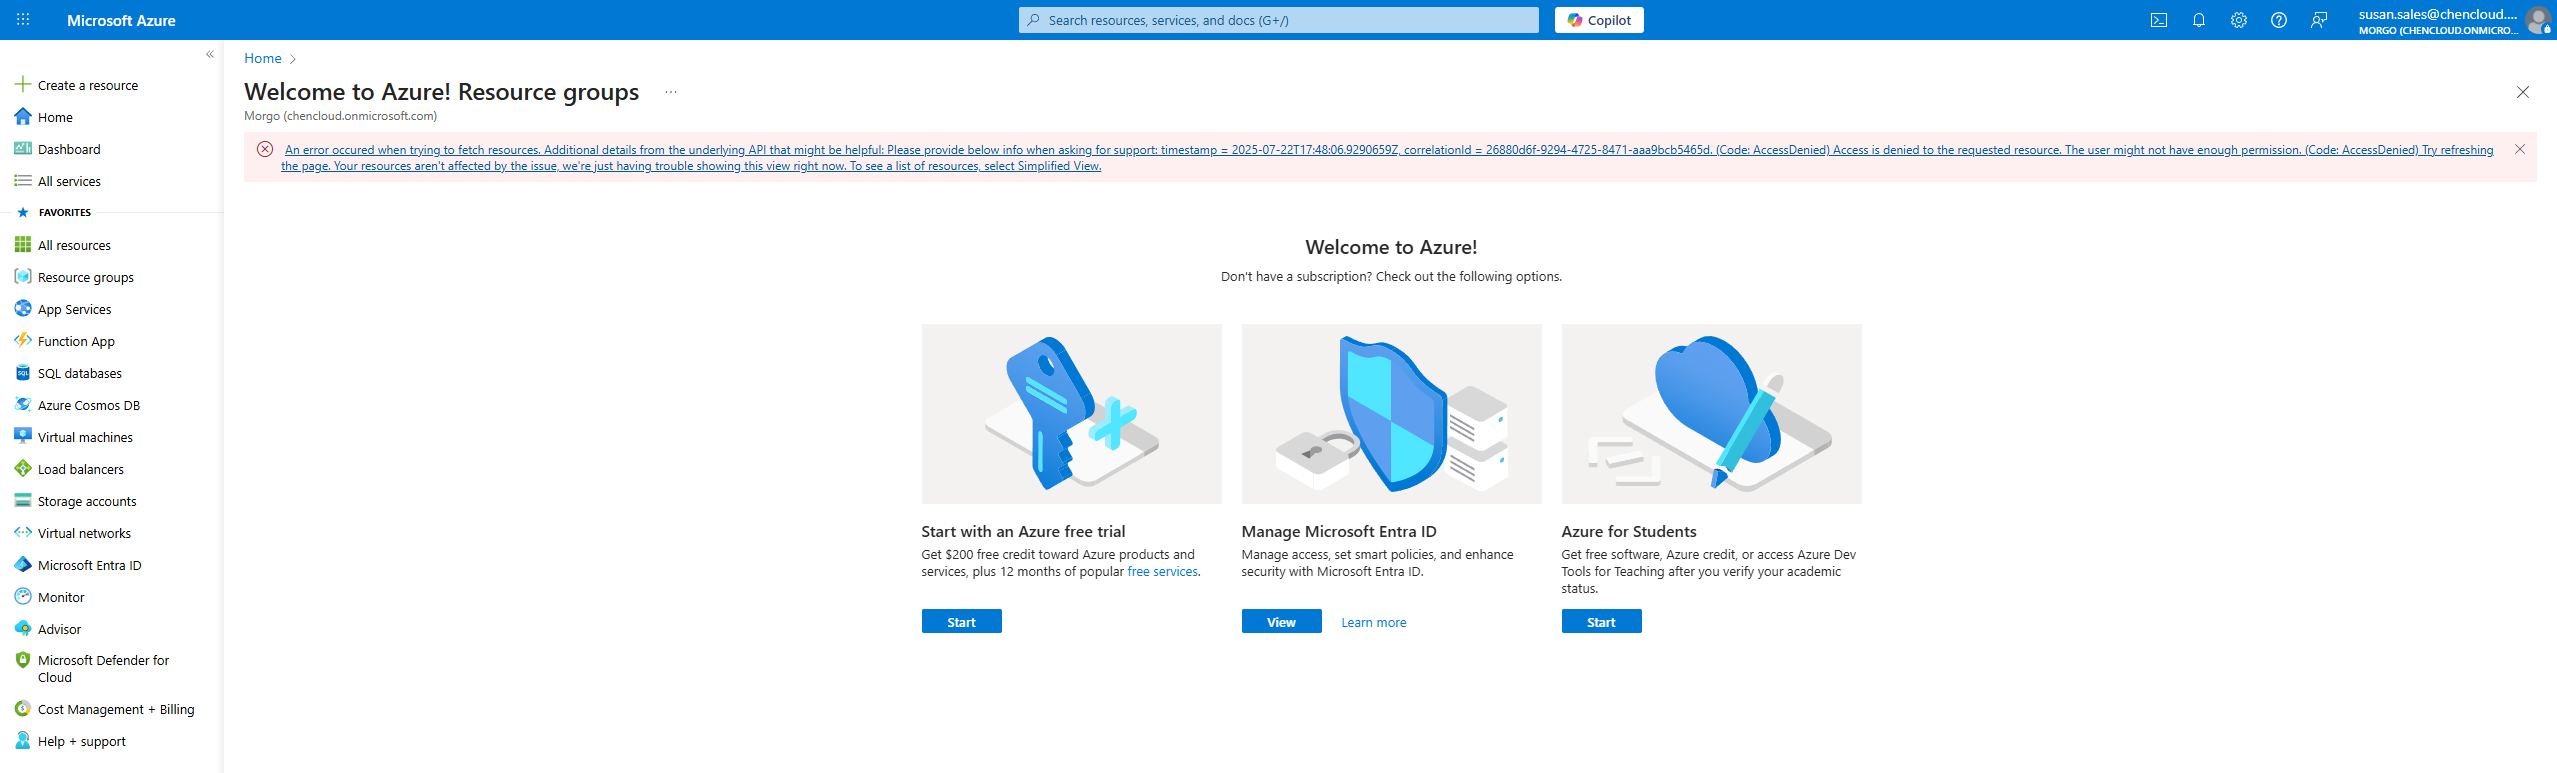 Microsoft Azure
Search resources, services, and docs (G+/)
Copilot
susan.sales@chencloud....
MORGO (CHENCLOUD.ONMICRO...
Create a resource
Home
Dashboard
All services
FAVORITES
All resources
Resource groups
App Services
Function App
SQL databases
Azure Cosmos DB
Virtual machines
Load balancers
Storage accounts
Virtual networks
Microsoft Entra ID
Monitor
Advisor
Microsoft Defender for
Cloud
Cost Management + Billing
Help + support
Home
Welcome to Azure! Resource groups
Morgo (chencloud.onmicrosoft.com)
An error occured when trying to fetch resources. Additional details from the underlying API that might be helpful: Please provide below info when asking for support: timestamp = 2025-07-22T17:48:06.9290659Z, correlationId = 26880d6f-9294-4725-8471-aaa9bcb5465d. (Code: AccessDenied) Access is denied to the requested resource. The user might not have enough permission. (Code: AccessDenied) Try refreshing
the page. Your resources aren't affected by the issue, we're just having trouble showing this view right now. To see a list of resources, select Simplified View.
Welcome to Azure!
Don't have a subscription? Check out the following options.
Start with an Azure free trial
Get $200 free credit toward Azure products and
services, plus 12 months of popular free services.
Start
Manage Microsoft Entra ID
Manage access, set smart policies, and enhance
security with Microsoft Entra ID.
View
Learn more
Azure for Students
Get free software, Azure credit, or access Azure Dev
Tools for Teaching after you verify your academic
status.
Start